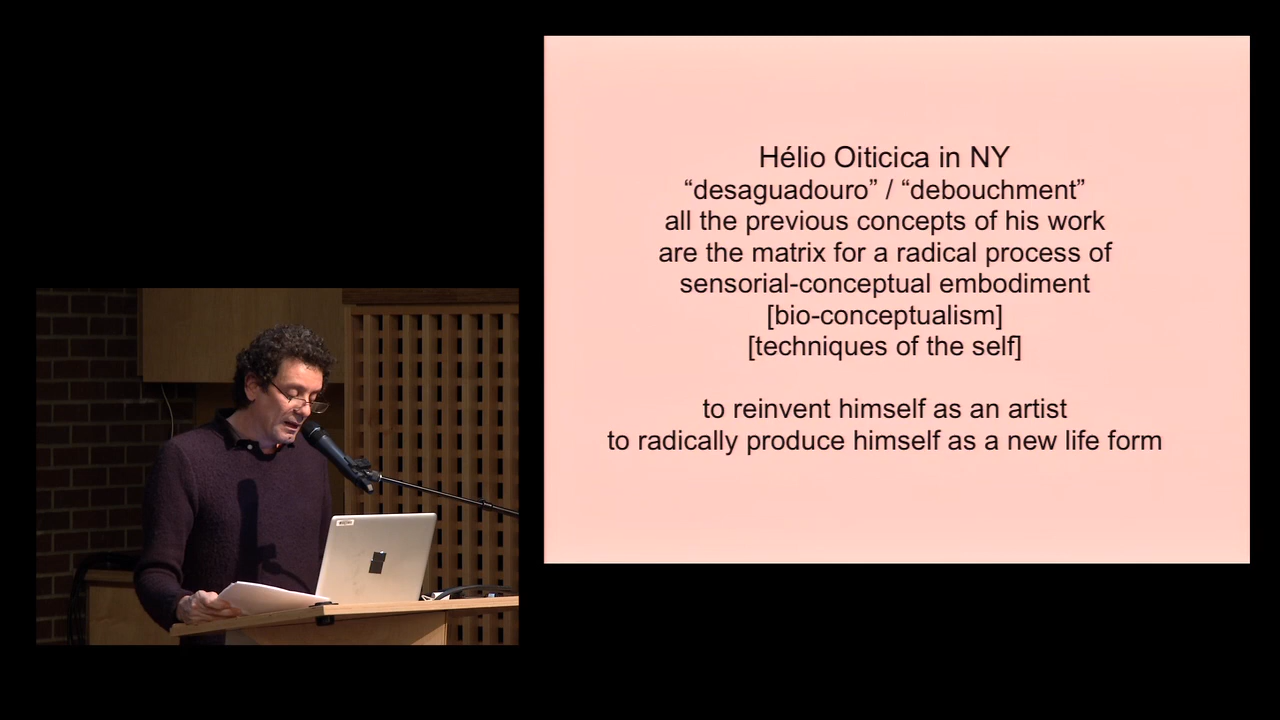 Hélio Oiticica in NY
“desaguadouro” / “debouchment”
all the previous concepts of his work
are the matrix for a radical process of
sensorial-conceptual embodiment
[bio-conceptualism]
[techniques of the self]
to reinvent himself as an artist
to radically produce himself as a new life form